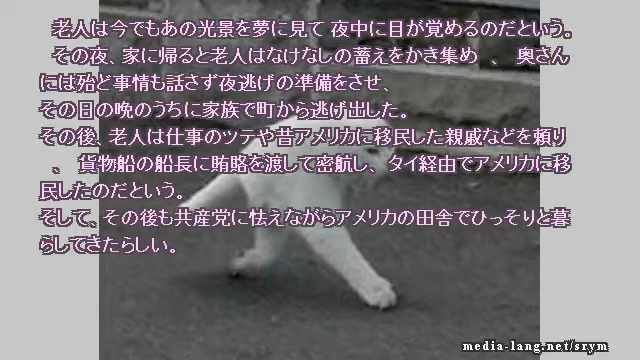 老人は今でもあの光景を夢に見て 夜中に目が覚めるのだという。
その夜、家に帰ると老人はなけなしの蓄えをかき集め 、 奥さん
には殆ど事情も話さず夜逃げの準備をさせ、
その日の晩のうちに家族で町から逃げ出した。
その後、老人は仕事のツテや昔アメリカに移民した親戚などを頼り
、 貨物船の船長に賄賂を渡して密航し、 タイ経由でアメリカに移
民したのだという。
そして、その後も共産党に怯えながらアメリカの田舎でひっそりと暮
らしてきたらしい。
media-lang.net/srym